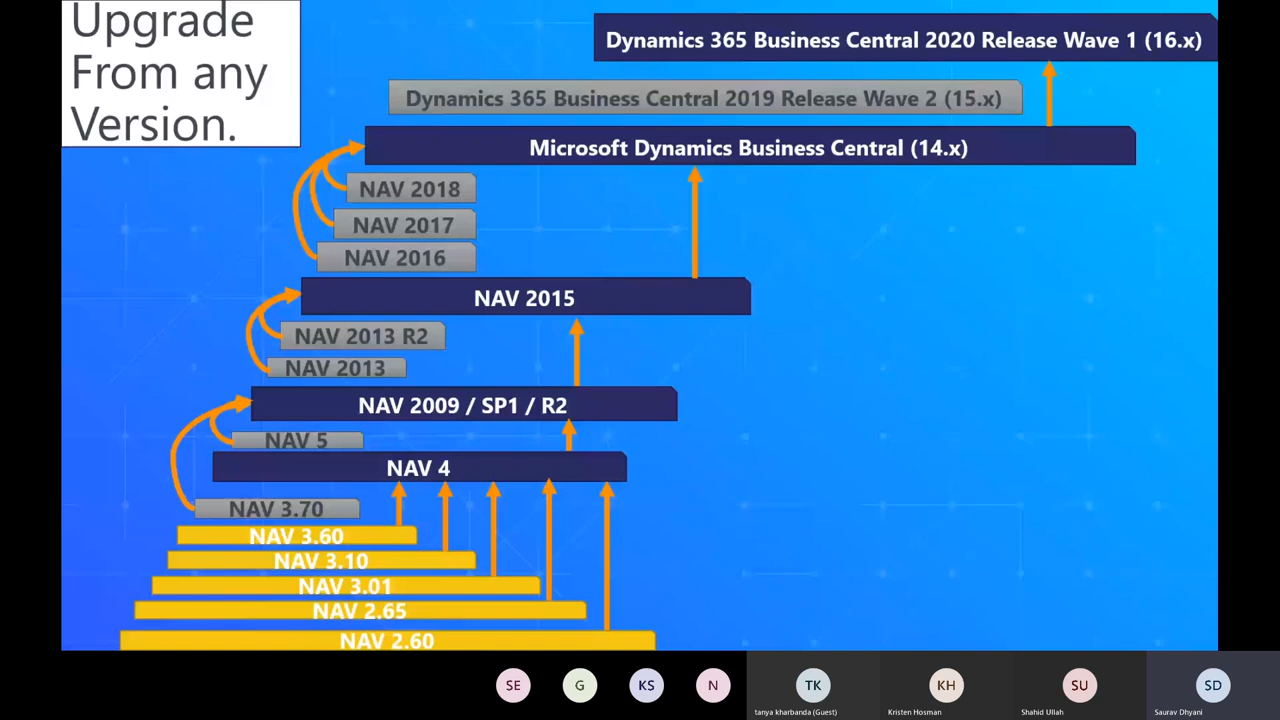 Upgrade
From any
Version.
Dynamics 365 Business Central 2020 Release Wave 1 (16.x)
Dynamics 365 Business Central 2019 Release Wave 2 (15.x)
Microsoft Dynamics Business Central (14.x)
NAV 2018
NAV 2017
NAV 2016
NAV 2015
NAV 2013 R2
NAV 2013
NAV 2009 / SP1 / R2
NAV 5
NAV 4
NAV 3.70
NAV 3.60
NAV 3.10
NAV 3.01
NAV 2.65
NAV 2.60
SE
G
KS
N
TK
KH
SU
SD
tanya kharbanda (Guest)
Kristen Hosman
Shahid Ullah
Saurav Dhyani